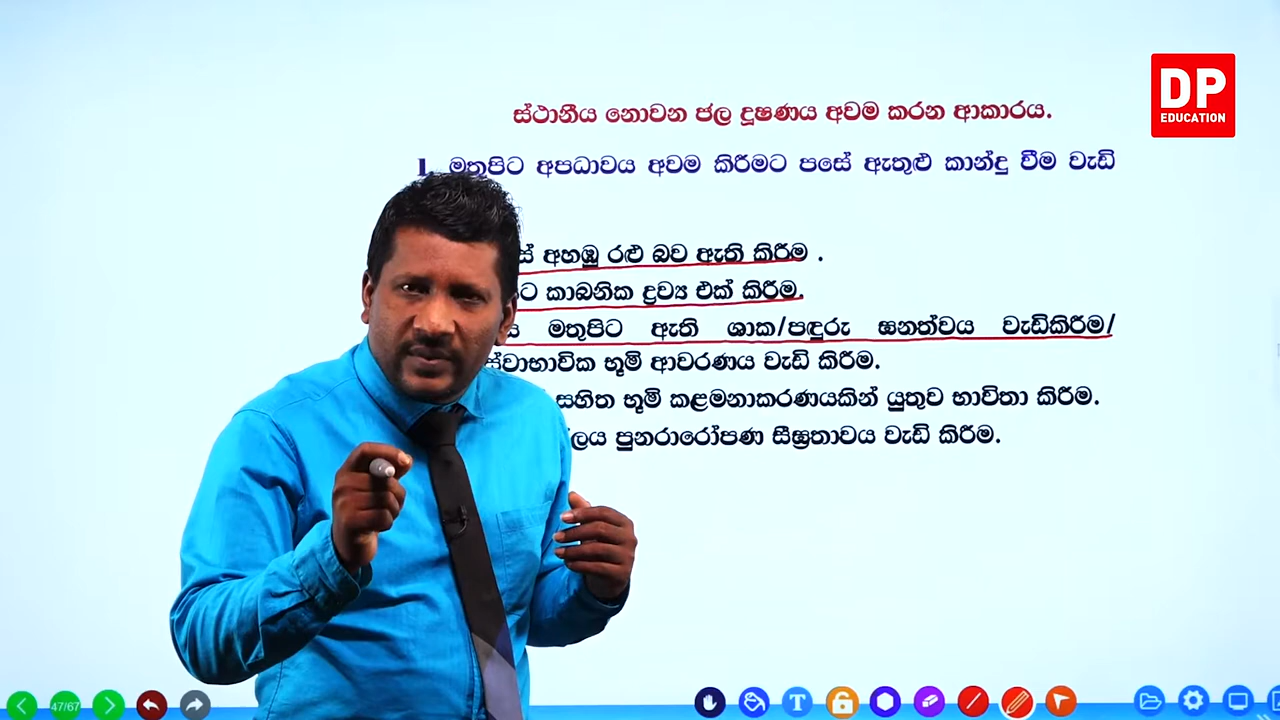 DP
EDUCATION
ස්ථානීය නොවන ජල දූෂණය අවම කරන ආකාරය.
1. මතුපිට අපධාවය අවම කිරීමට පසේ ඇතුළු කාන්දු වීම වැඩි
අහඹු රළු බව ඇති කිරීම .
කාබනික ද්‍රව්‍ය එක් කිරීම.
මතුපිට ඇති ශාක/පඳුරු ඝනත්වය වැඩිකිරීම/
ස්වාභාවික භූමි ආවරණය වැඩි කිරීම.
සහිත භූමි කළමනාකරණයකින් යුතුව භාවිතා කිරීම.
පුනරාරෝපණ සීඝ්‍රතාවය වැඩි කිරීම.
47/67